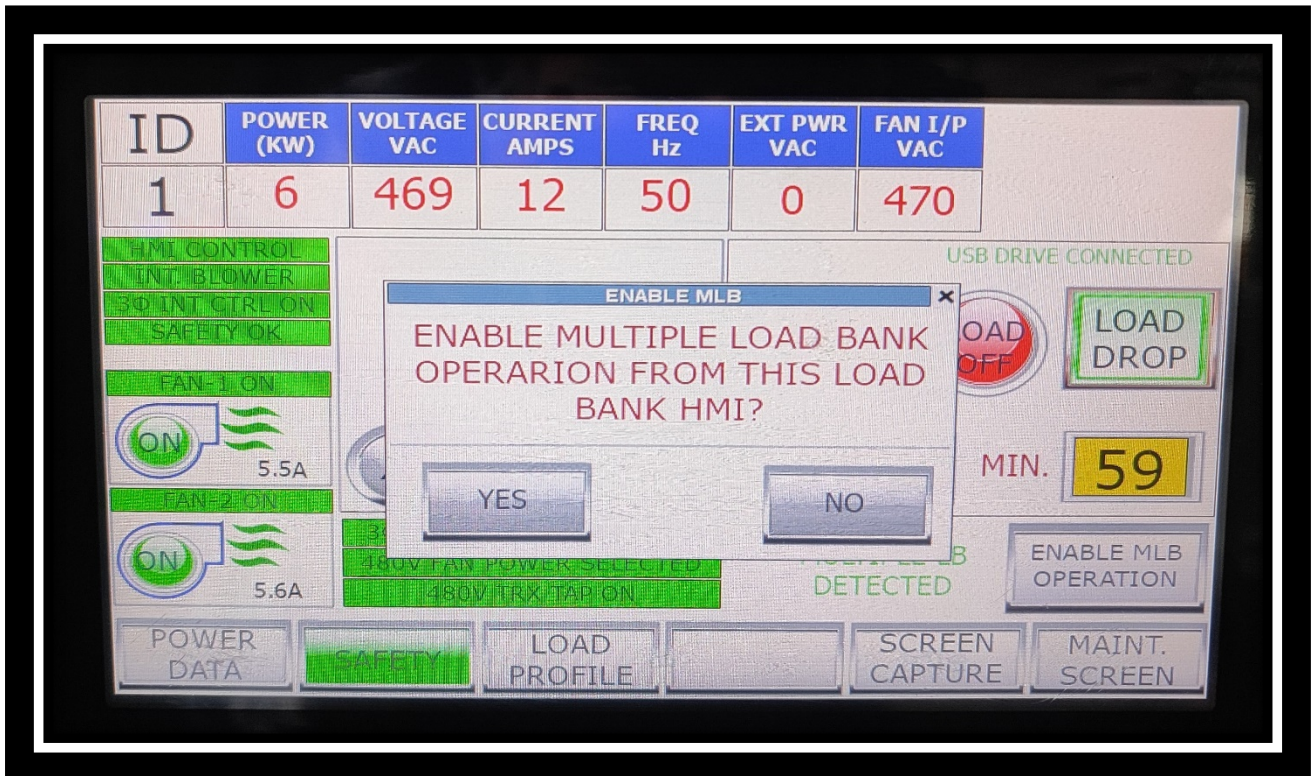 ID
POWER (KW)
VOLTAGE VAC
CURRENT AMPS
FREQ Hz
EXT PWR VAC
FAN I/P VAC
1
6
469
12
50
0
470
HMI CONTROL
INT. BLOWER
3Φ INT CTRL ON
SAFETY OK
USB DRIVE CONNECTED
ENABLE MLB
ENABLE MULTIPLE LOAD BANK
OPERARION FROM THIS LOAD
BANK HMI?
YES
NO
OAD
OFF
LOAD
DROP
FAN-1 ON
ON
5.5A
MIN.
59
FAN-2 ON
ON
5.6A
480V FAN POWER SELECTED
480V TRX TAP ON
DETECTED
ENABLE MLB
OPERATION
POWER
DATA
SAFETY
LOAD
PROFILE
SCREEN
CAPTURE
MAINT.
SCREEN